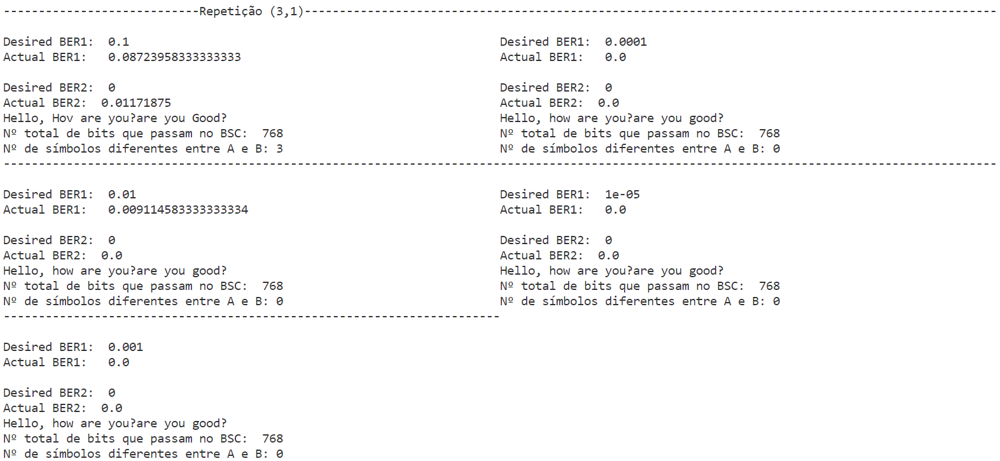 ----------------------------Repetição (3,1)---------------------------------------------------------------------------------------------------
Desired BER1:  0.1
Actual BER1:   0.08723958333333333
Desired BER2:  0
Actual BER2:  0.01171875
Hello, Hov are you?are you Good?
Nº total de bits que passam no BSC:  768
Nº de símbolos diferentes entre A e B: 3
Desired BER1:  0.0001
Actual BER1:   0.0
Desired BER2:  0
Actual BER2:  0.0
Hello, how are you?are you good?
Nº total de bits que passam no BSC:  768
Nº de símbolos diferentes entre A e B: 0
----------------------------------------------------------------------------------------------------------------------------------------------
Desired BER1:  0.01
Actual BER1:   0.009114583333333334
Desired BER2:  0
Actual BER2:  0.0
Hello, how are you?are you good?
Nº total de bits que passam no BSC:  768
Nº de símbolos diferentes entre A e B: 0
Desired BER1:  1e-05
Actual BER1:   0.0
Desired BER2:  0
Actual BER2:  0.0
Hello, how are you?are you good?
Nº total de bits que passam no BSC:  768
Nº de símbolos diferentes entre A e B: 0
-----------------------------------------------------------------------
Desired BER1:  0.001
Actual BER1:   0.0
Desired BER2:  0
Actual BER2:  0.0
Hello, how are you?are you good?
Nº total de bits que passam no BSC:  768
Nº de símbolos diferentes entre A e B: 0